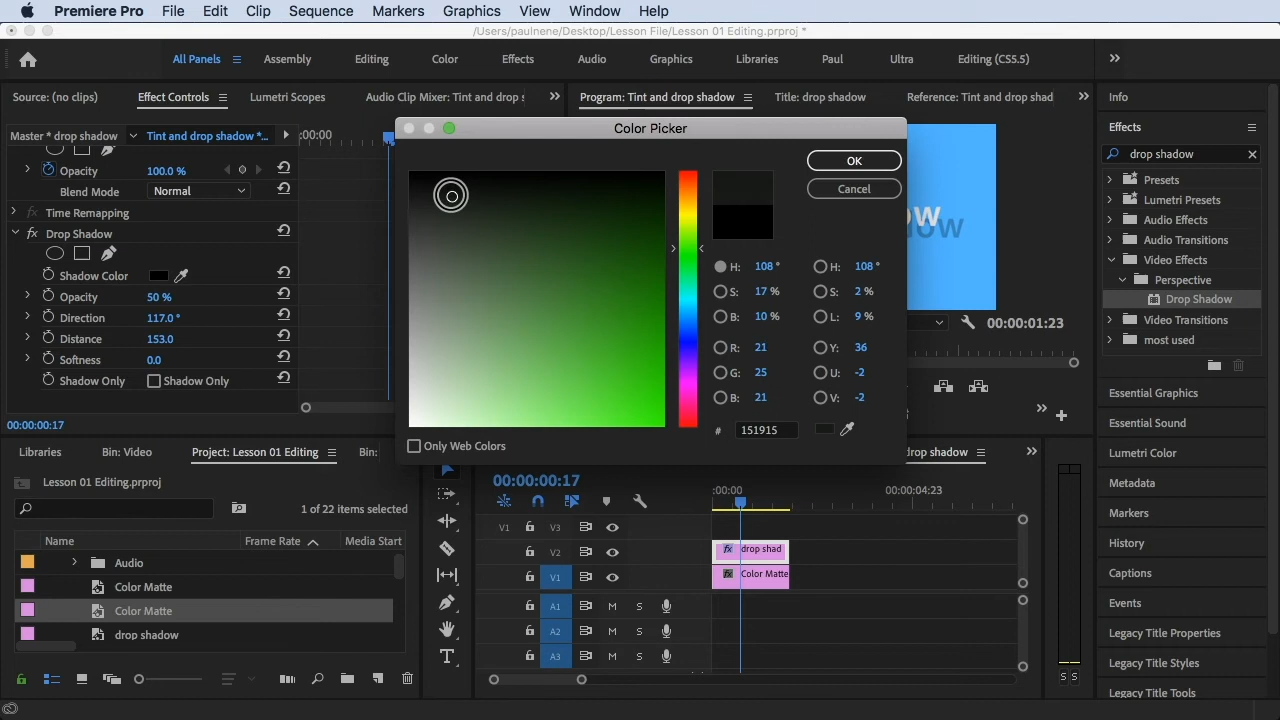 Premiere Pro File Edit Clip Sequence Markers Graphics View Window Help
/Users/paulnene/Desktop/Lesson File/Lesson 01 Editing.prproj *
All Panels Assembly Editing Color Effects Audio Graphics Libraries Paul Ultra Editing (CS5.5)
Source: (no clips) Effect Controls Lumetri Scopes Audio Clip Mixer: Tint and drop s
Program: Tint and drop shadow Title: drop shadow Reference: Tint and drop shad
Info
Effects
drop shadow
Presets
Lumetri Presets
Audio Effects
Audio Transitions
Video Effects
Perspective
Drop Shadow
Video Transitions
most used
Essential Graphics
Essential Sound
Lumetri Color
Metadata
Markers
History
Captions
Events
Legacy Title Properties
Legacy Title Styles
Legacy Title Tools
Master * drop shadow Tint and drop shadow *... :00:00
Opacity 100.0 %
Blend Mode Normal
fx Time Remapping
fx Drop Shadow
Shadow Color
Opacity 50 %
Direction 117.0 °
Distance 153.0
Softness 0.0
Shadow Only Shadow Only
00:00:00:17
Color Picker
OK
Cancel
H: 108 ° H: 108 °
S: 17 % S: 2 %
B: 10 % L: 9 %
R: 21 Y: 36
G: 25 U: -2
B: 21 V: -2
# 151915
Only Web Colors
ow
00:00:01:23
Libraries Bin: Video Project: Lesson 01 Editing Bin:
Lesson 01 Editing.prproj
1 of 22 items selected
Name Frame Rate Media Start
Audio
Color Matte
Color Matte
drop shadow
drop shadow
00:00:00:17
:00:00 00:00:04:23
V1 V3
V2 fx drop shad
V1 fx Color Matte
A1 M S
A2 M S
A3 M S
S S